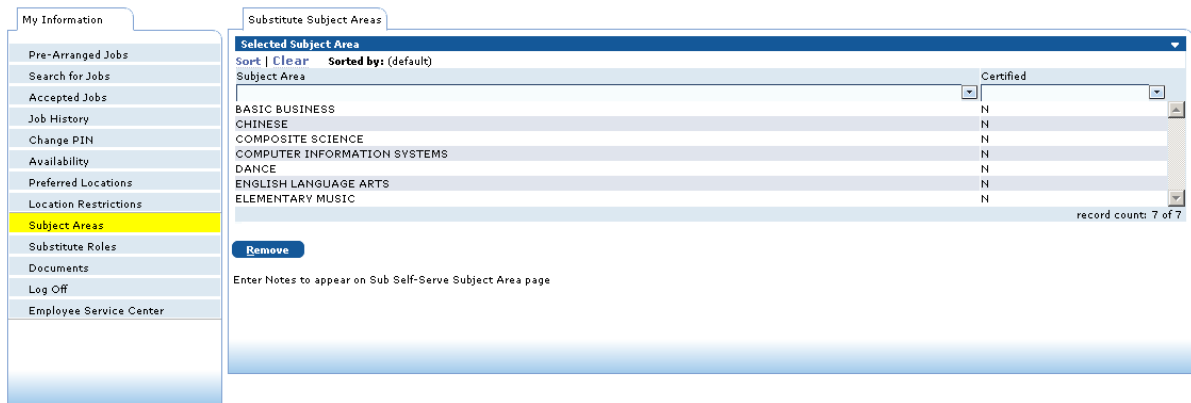 My Information
Pre-Arranged Jobs
Search for Jobs
Accepted Jobs
Job History
Change PIN
Availability
Preferred Locations
Location Restrictions
Subject Areas
Substitute Roles
Documents
Log Off
Employee Service Center
Substitute Subject Areas
Selected Subject Area
Sort | Clear Sorted by: (default)
Subject Area Certified
BASIC BUSINESS N
CHINESE N
COMPOSITE SCIENCE N
COMPUTER INFORMATION SYSTEMS N
DANCE N
ENGLISH LANGUAGE ARTS N
ELEMENTARY MUSIC N
record count: 7 of 7
Remove
Enter Notes to appear on Sub Self-Serve Subject Area page